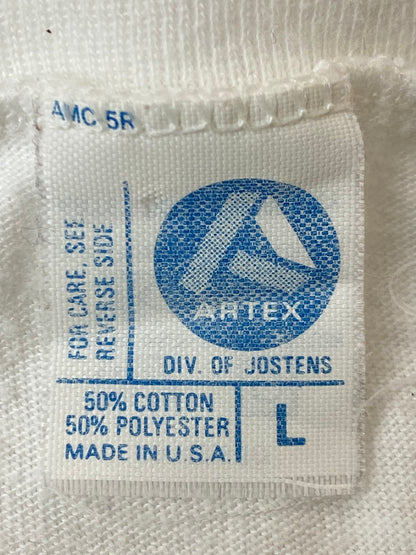 AMC 5R
FOR CARE, SEE
REVERSE SIDE
ARTEX
DIV. OF JOSTENS
50% COTTON
50% POLYESTER
MADE IN U.S.A.
L